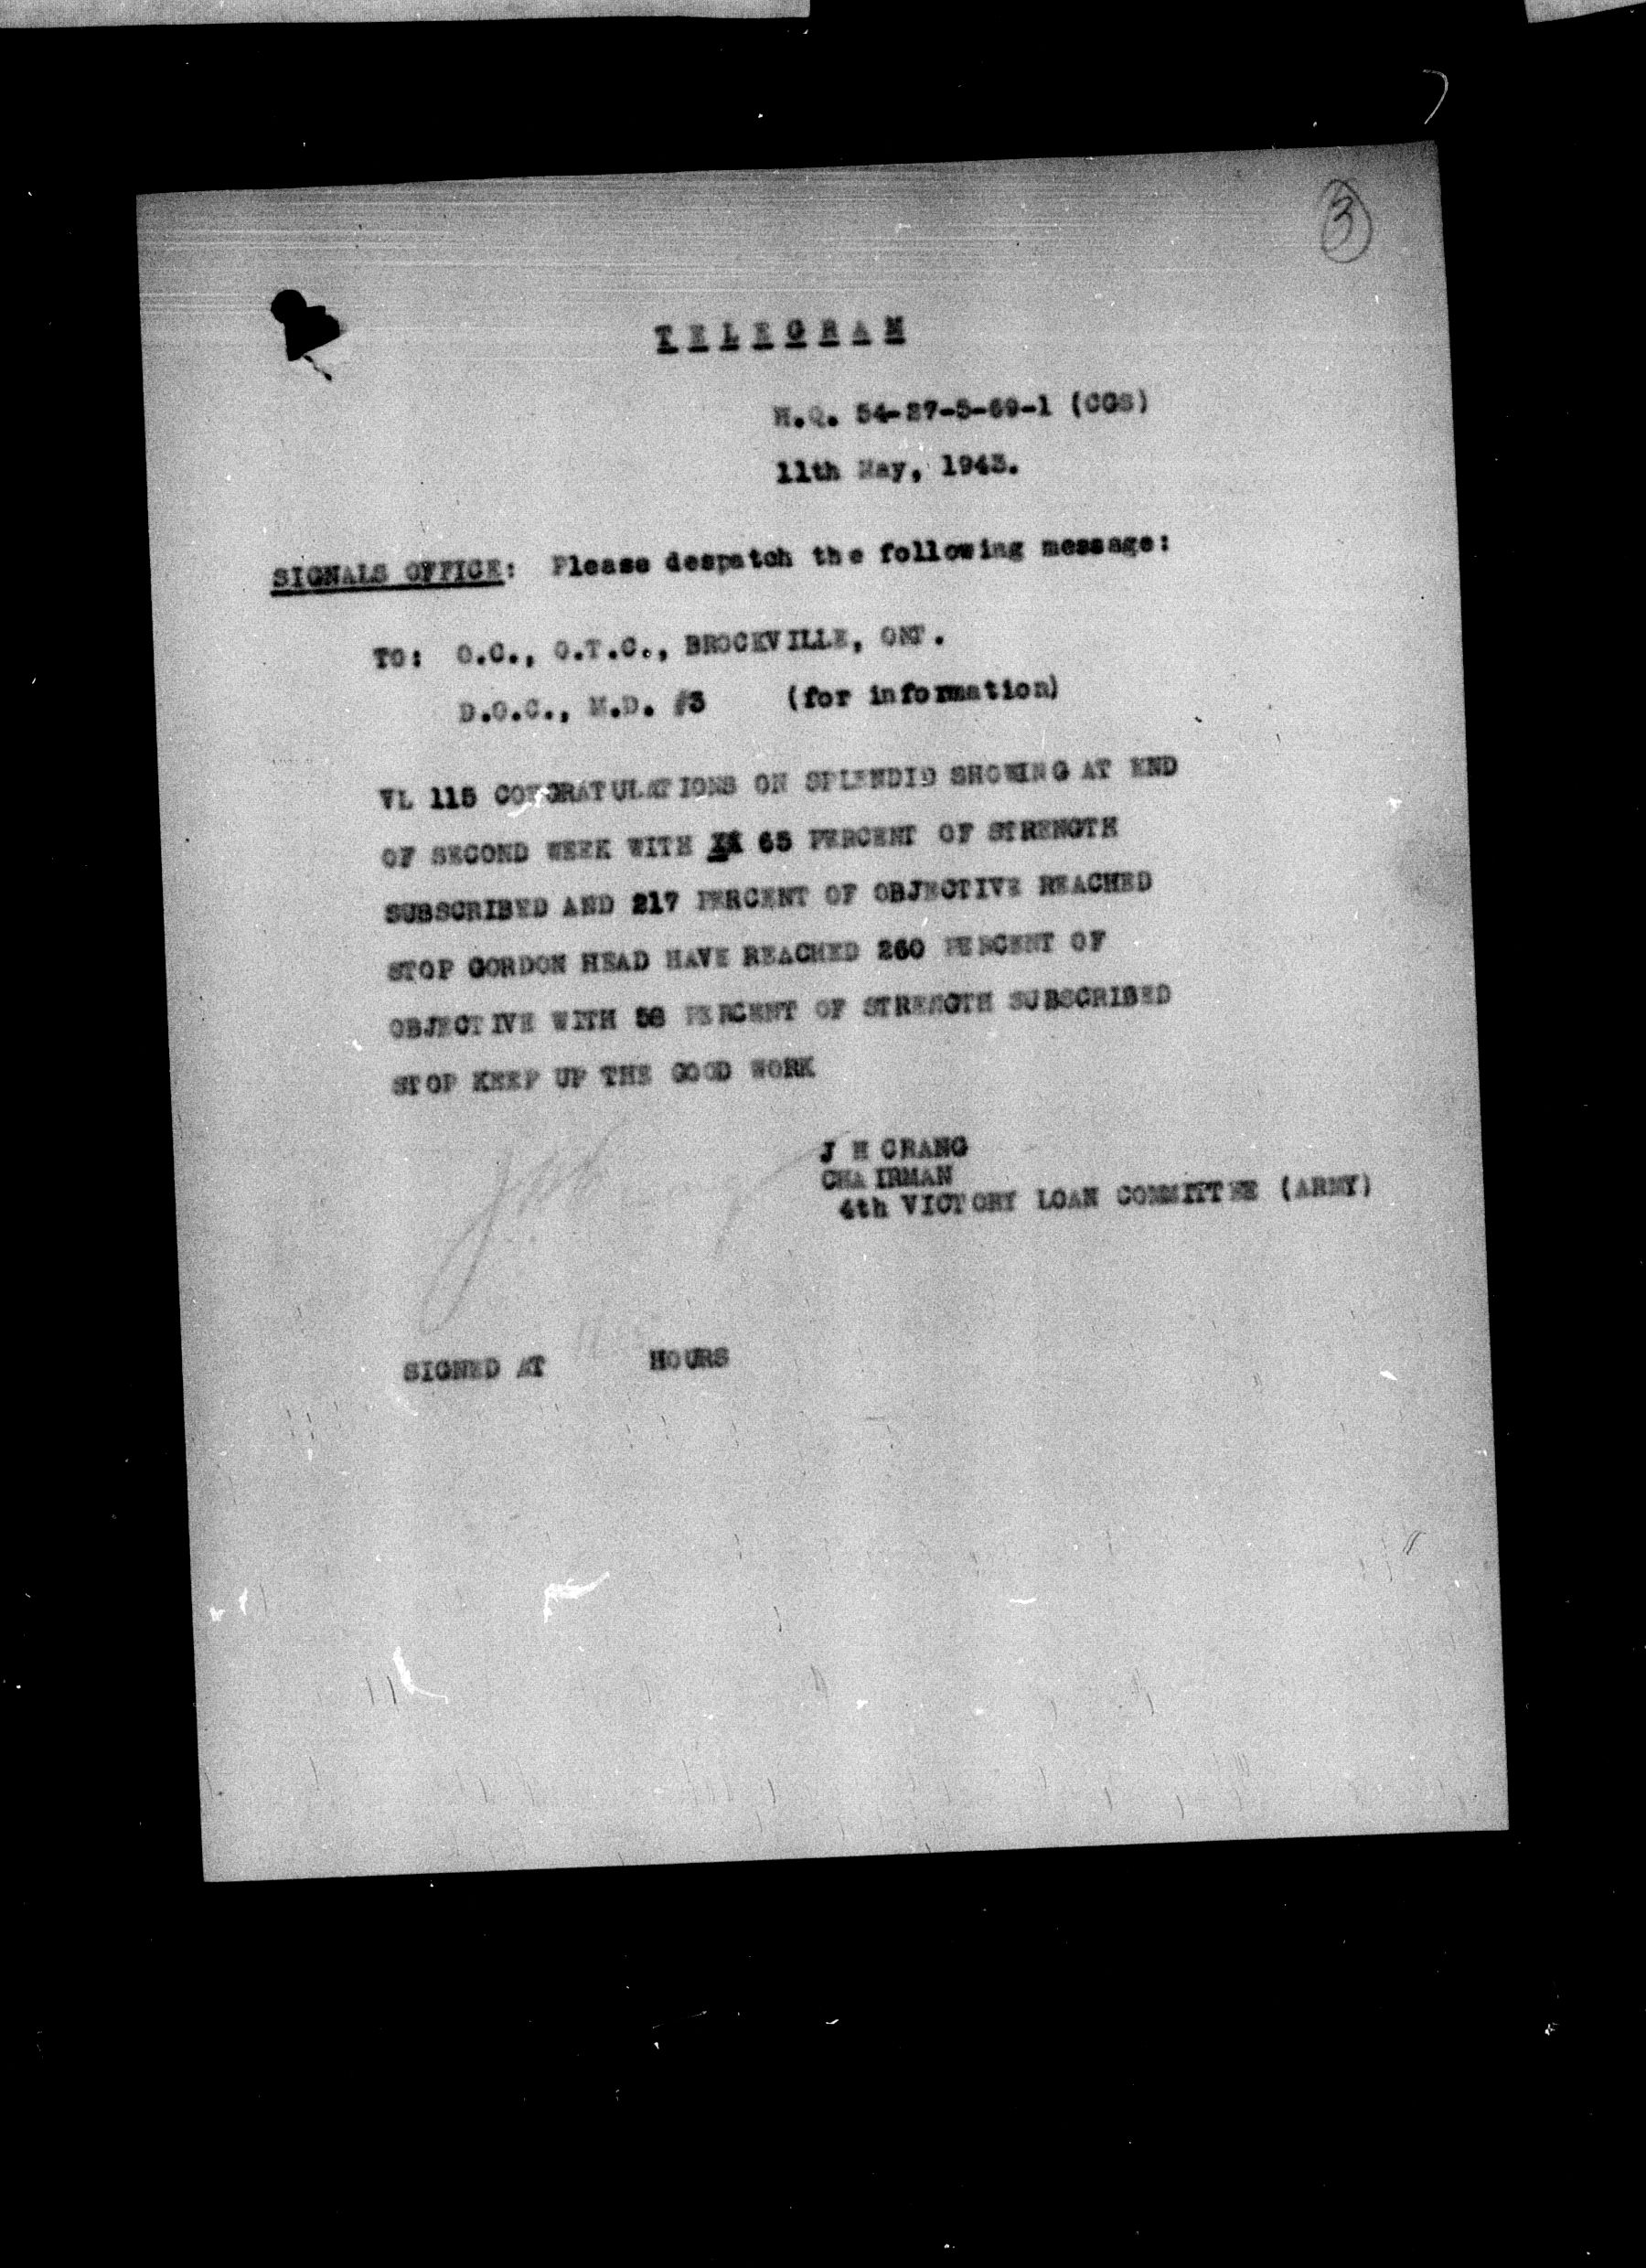 3
TELEGRAM
H.Q. 54-27-5-69-1 (CGS)
11th May, 1943.
SIGNALS OFFICE: Please despatch the following message:
TO: O.C., O.T.C., BROCKVILLE, ONT.
D.O.C., M.D. #3 (for information)
VL 115 CONGRATULATIONS ON SPLENDID SHOWING AT END
OF SECOND WEEK WITH 65 PERCENT OF STRENGTH
SUBSCRIBED AND 217 PERCENT OF OBJECTIVE REACHED
STOP GORDON HEAD HAVE REACHED 260 PERCENT OF
OBJECTIVE WITH 58 PERCENT OF STRENGTH SUBSCRIBED
STOP KEEP UP THE GOOD WORK
J H CRANG
CHAIRMAN
4th VICTORY LOAN COMMITTEE (ARMY)
SIGNED AT HOURS